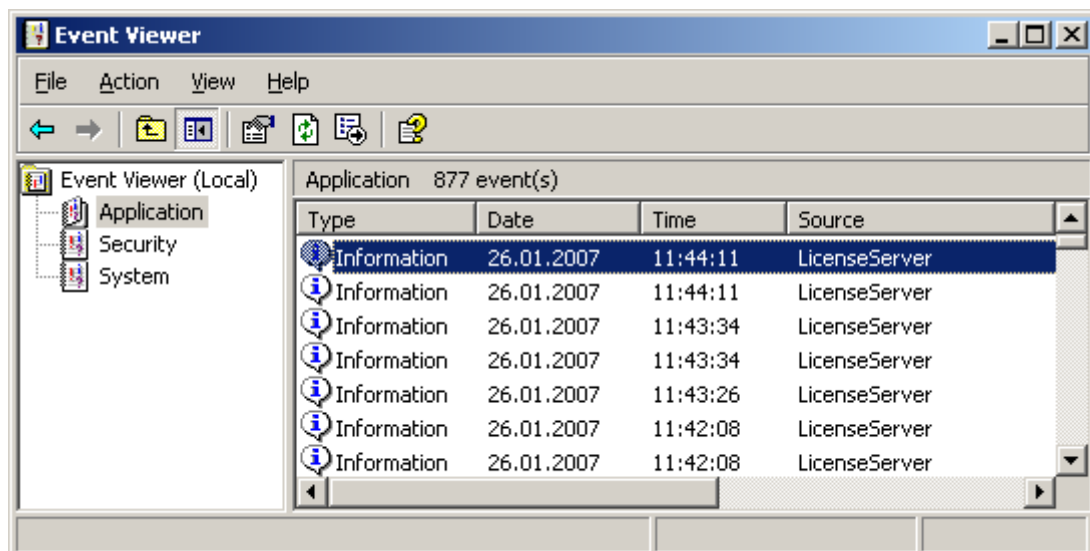 Event Viewer
File Action View Help
Event Viewer (Local)
Application
Security
System
Application 877 event(s)
Type Date Time Source
Information 26.01.2007 11:44:11 LicenseServer
Information 26.01.2007 11:44:11 LicenseServer
Information 26.01.2007 11:43:34 LicenseServer
Information 26.01.2007 11:43:34 LicenseServer
Information 26.01.2007 11:43:26 LicenseServer
Information 26.01.2007 11:42:08 LicenseServer
Information 26.01.2007 11:42:08 LicenseServer